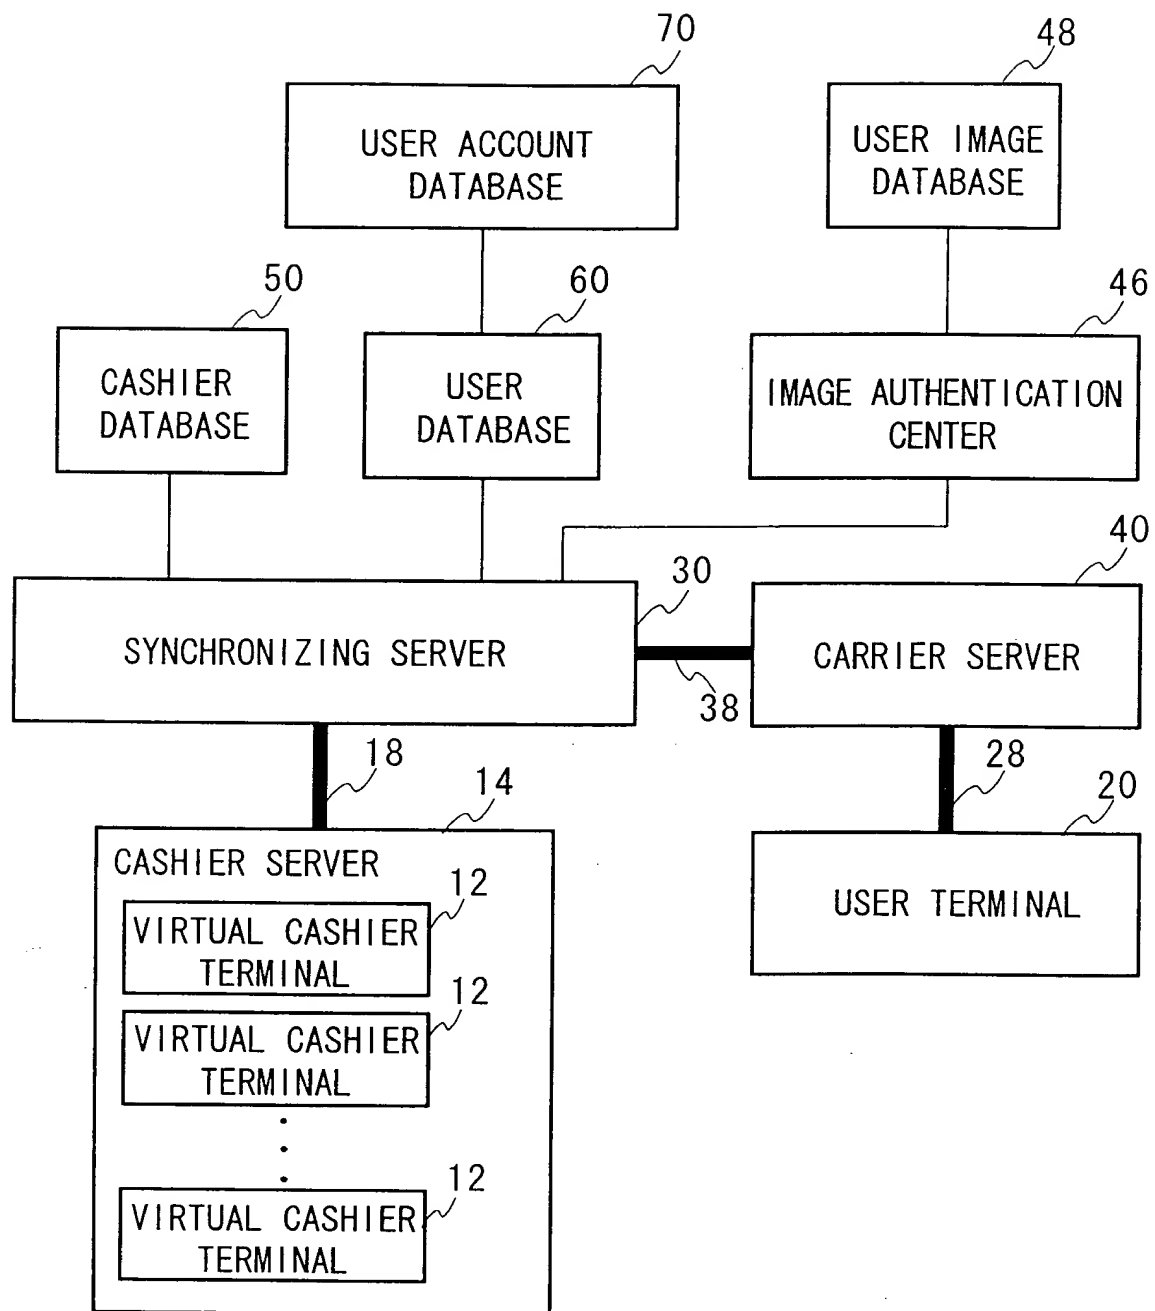 70
48
USER ACCOUNT
DATABASE
USER IMAGE
DATABASE
50
60
46
CASHIER
DATABASE
USER
DATABASE
IMAGE AUTHENTICATION
CENTER
40
30
SYNCHRONIZING SERVER
CARRIER SERVER
38
18
28
14
20
CASHIER SERVER
USER TERMINAL
12
VIRTUAL CASHIER
TERMINAL
12
VIRTUAL CASHIER
TERMINAL
12
VIRTUAL CASHIER
TERMINAL